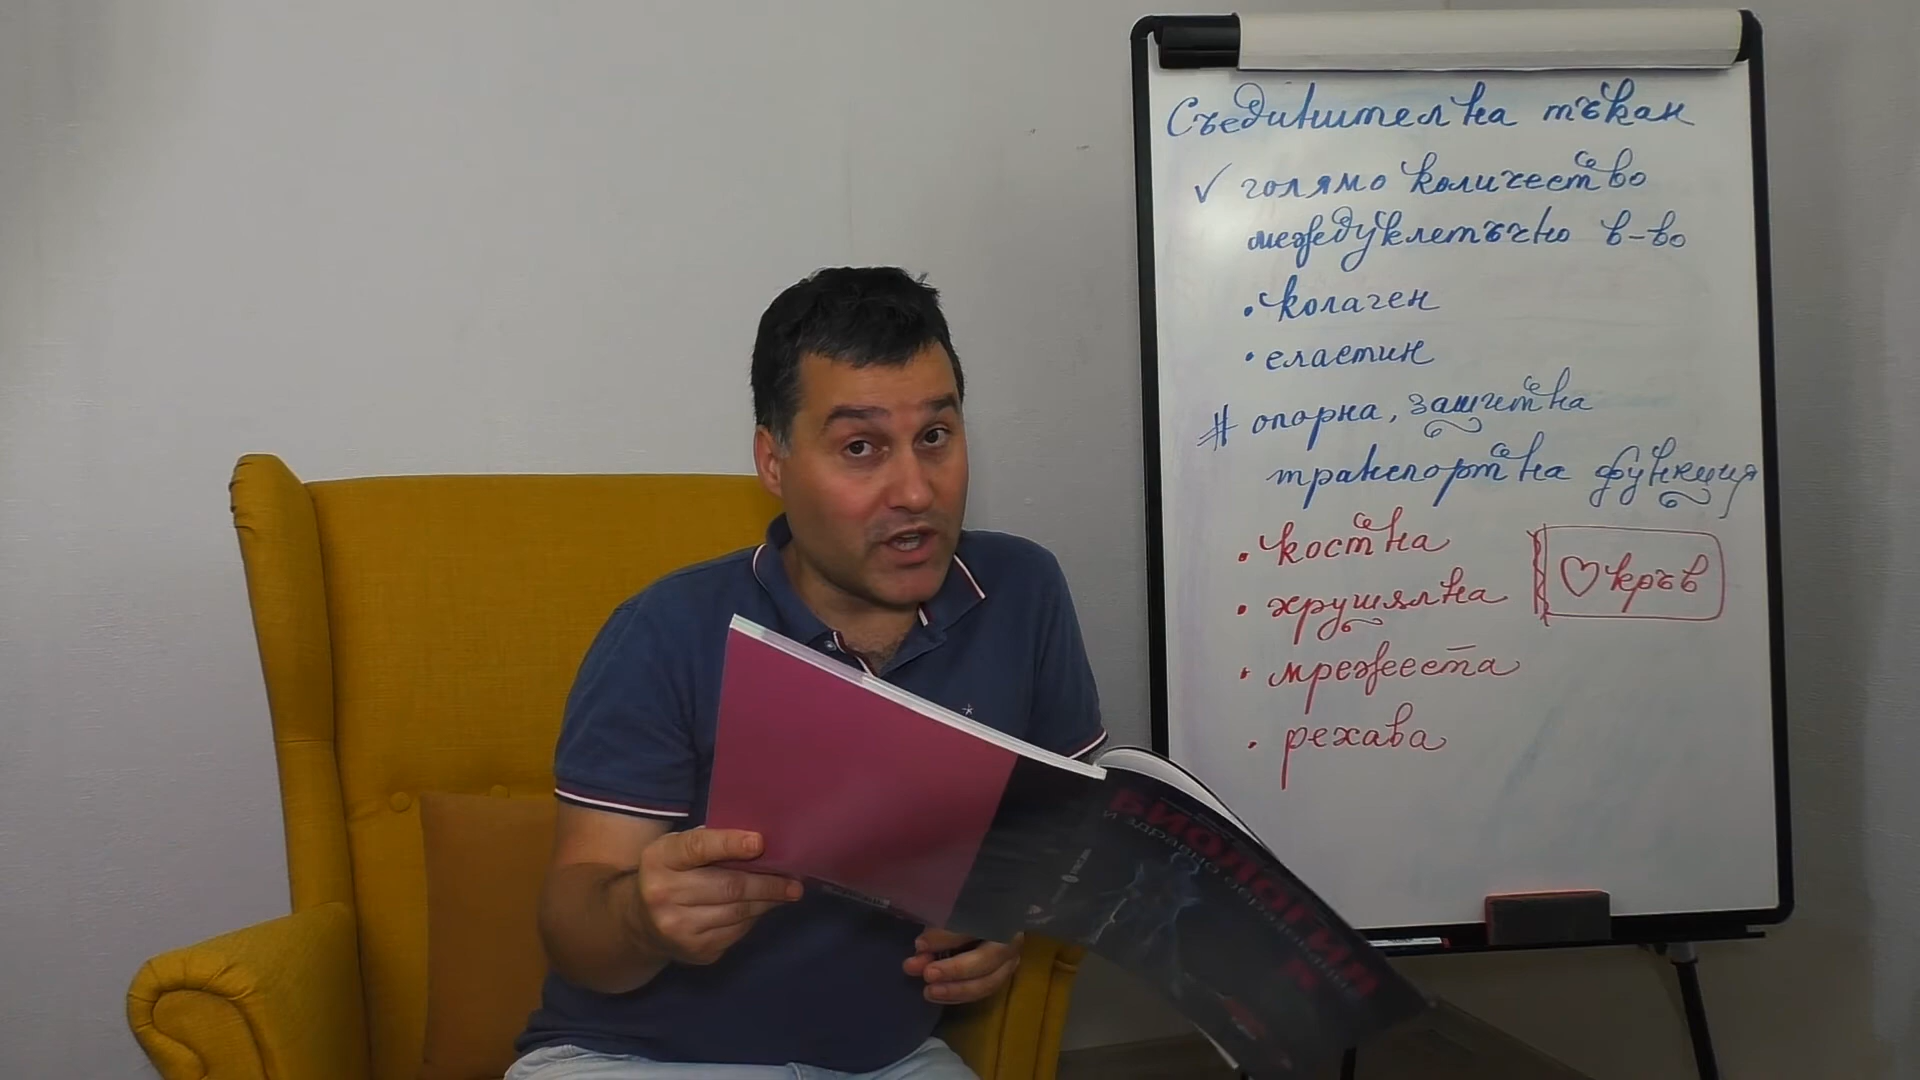 Съединителна тъкан
✓ голямо количество
междуклетъчно в-во
• колаген
• еластин
# опорна, защитна
транспортна функция
• костна
• хрущялна
• мрежеста
• рехава
♡ кръв
БИОЛОГИЯ